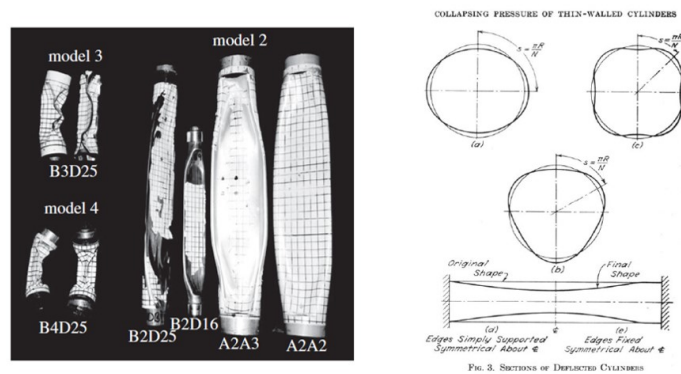 model 3
model 2
B3D25
model 4
B4D25
B2D25
B2D16
A2A3
A2A2
COLLAPSING PRESSURE OF THIN-WALLED CYLINDERS
s = πR/N
(a)
(c)
s = πR/N
(b)
Original Shape
Final Shape
(d)
(e)
Edges Simply Supported
Symmetrical About ℄
Edges Fixed
Symmetrical About ℄
FIG. 3. SECTIONS OF DEFLECTED CYLINDERS